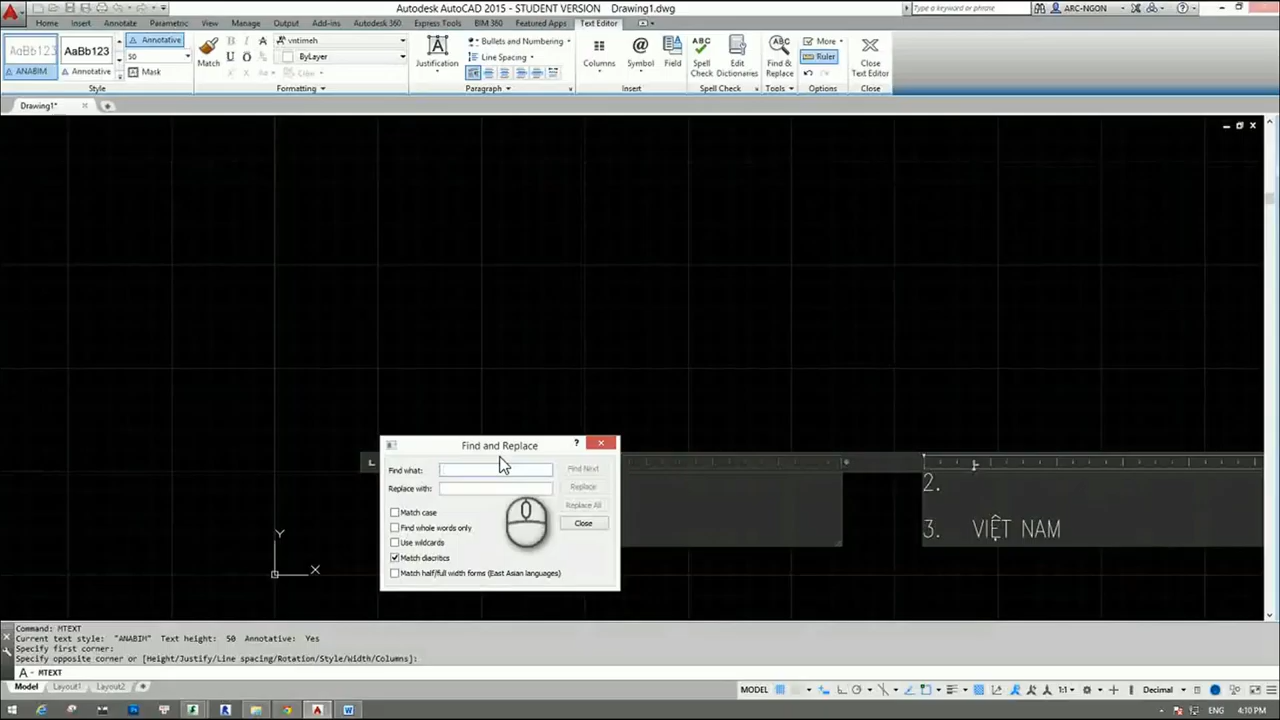 Autodesk AutoCAD 2015 - STUDENT VERSION Drawing1.dwg
Type a keyword or phrase
ARC-NGON
Home Insert Annotate Parametric View Manage Output Add-ins Autodesk 360 Express Tools BIM 360 Featured Apps Text Editor
AaBb123 AaBb123 Annotative
ANABIM Annotative
50
Mask
Style
Match
vntimeh
ByLayer
Formatting
Justification
Bullets and Numbering
Line Spacing
Paragraph
Columns
Symbol
Field
Insert
Spell Check
Edit Dictionaries
Spell Check
Find & Replace
Tools
More
Ruler
Options
Close Text Editor
Close
Drawing1*
Find and Replace
Find what:
Find Next
Replace with:
Replace
Match case
Replace All
Find whole words only
Close
Use wildcards
Match diacritics
Match half/full width forms (East Asian languages)
2.
3. VIỆT NAM
Y
X
Command: MTEXT
Current text style: "ANABIM" Text height: 50 Annotative: Yes
Specify first corner:
Specify opposite corner or [Height/Justify/Line spacing/Rotation/Style/Width/Columns]:
MTEXT
Model Layout1 Layout2
MODEL
1:1
Decimal
ENG 4:10 PM